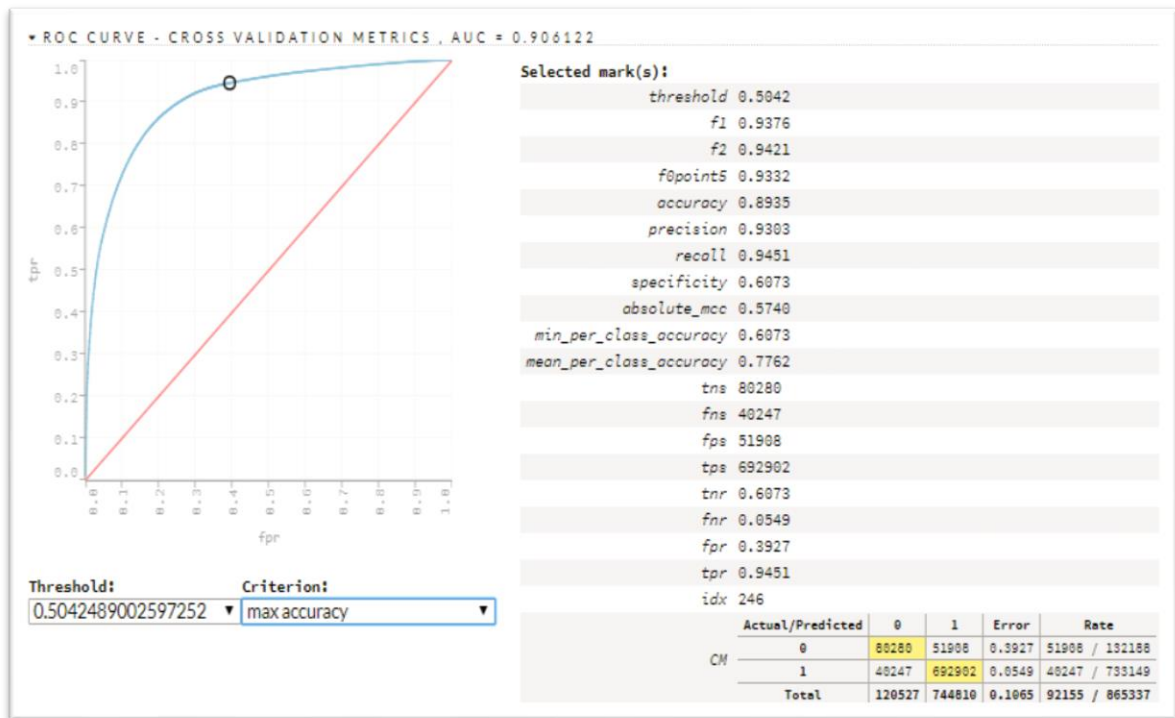 ▾ ROC CURVE - CROSS VALIDATION METRICS , AUC = 0.906122
1.0
0.9
0.8
0.7
0.6
0.5
0.4
0.3
0.2
0.1
0.0
tpr
0.0 0.1 0.2 0.3 0.4 0.5 0.6 0.7 0.8 0.9 1.0
fpr
Threshold: Criterion:
0.5042489002597252 ▼ max accuracy ▼
Selected mark(s):
threshold 0.5042
f1 0.9376
f2 0.9421
f0point5 0.9332
accuracy 0.8935
precision 0.9303
recall 0.9451
specificity 0.6073
absolute_mcc 0.5740
min_per_class_accuracy 0.6073
mean_per_class_accuracy 0.7762
tns 80280
fns 40247
fps 51908
tps 692902
tnr 0.6073
fnr 0.0549
fpr 0.3927
tpr 0.9451
idx 246
CM
Actual/Predicted 0 1 Error Rate
0 80280 51908 0.3927 51908 / 132188
1 40247 692902 0.0549 40247 / 733149
Total 120527 744810 0.1065 92155 / 865337